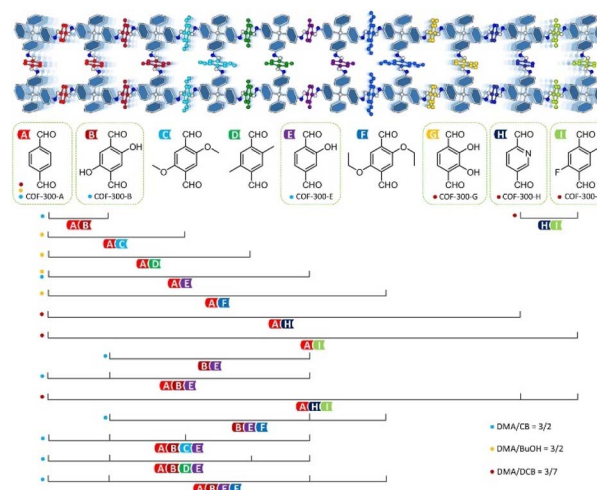 A B C D E F G H I
CHO CHO CHO CHO CHO CHO CHO CHO CHO
OH HO O O OH O O OH OH N F
CHO CHO CHO CHO CHO CHO CHO CHO CHO
COF-300-A COF-300-B COF-300-E COF-300-G COF-300-H COF-300-
A B H I
A C
A D
A E
A F
A H
A I
B E
A B E
A H I
B E F
A B C E
A B D E
A B E F
DMA/CB = 3/2
DMA/BuOH = 3/2
DMA/DCB = 3/7